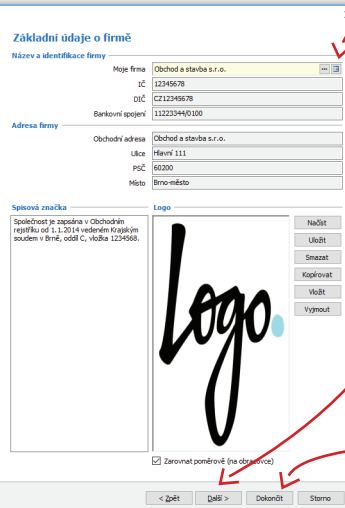 Základní údaje o firmě
Název a identifikace firmy
Moje firma Obchod a stavba s.r.o.
IČ 12345678
DIČ CZ12345678
Bankovní spojení 11223344/0100
Adresa firmy
Obchodní adresa Obchod a stavba s.r.o.
Ulice Hlavní 111
PSČ 60200
Místo Brno-město
Spisová značka
Společnost je zapsána v Obchodním
rejstříku od 1.1.2014 vedeném Krajským
soudem v Brně, oddíl C, vložka 1234568.
Logo
Logo.
Načíst
Uložit
Smazat
Kopírovat
Vložit
Vyjmout
Zarovnat poměrově (na obrazovce)
< Zpět Další > Dokončit Storno